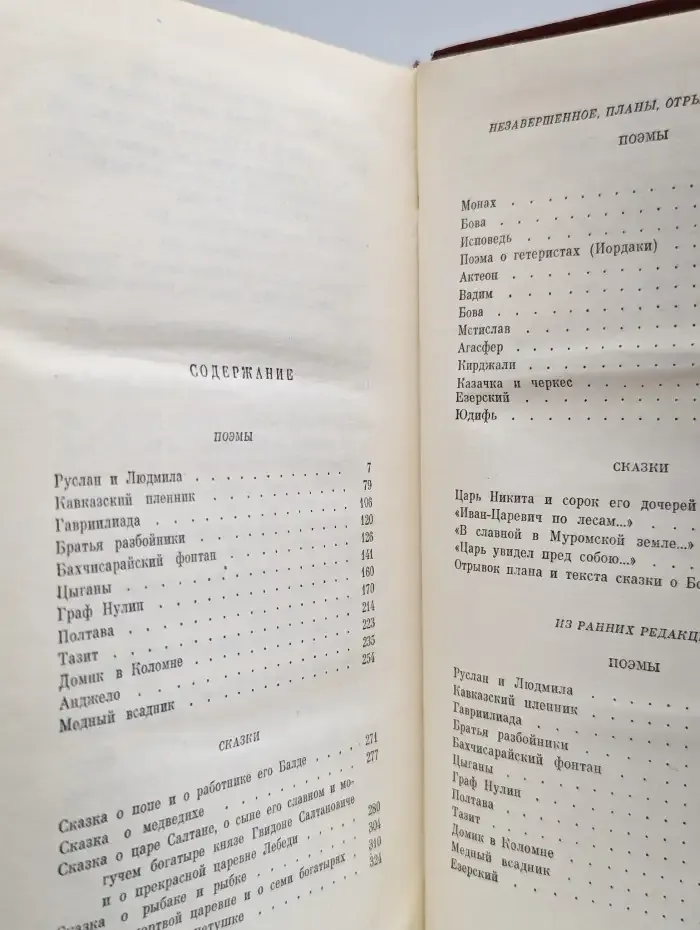 СОДЕРЖАНИЕ
ПОЭМЫ
Руслан и Людмила . . . . . . . . . . 7
Кавказский пленник . . . . . . . . . 79
Гавриилиада . . . . . . . . . . . . 106
Братья разбойники . . . . . . . . . 120
Бахчисарайский фонтан . . . . . . . 126
Цыганы . . . . . . . . . . . . . . 141
Граф Нулин . . . . . . . . . . . . 160
Полтава . . . . . . . . . . . . . . 170
Тазит . . . . . . . . . . . . . . . 214
Домик в Коломне . . . . . . . . . . 223
Анджело . . . . . . . . . . . . . . 235
Медный всадник . . . . . . . . . . 254
СКАЗКИ
Сказка о попе и о работнике его Балде . . . . 271
Сказка о медведихе . . . . . . . . . 277
Сказка о царе Салтане, о сыне его славном и мо-
гучем богатыре князе Гвидоне Салтановиче
и о прекрасной царевне Лебеди . . . . . 280
о рыбаке и рыбке . . . . . . . 304
царевне и о семи богатырях . 310
. . . . . . . . 324
НЕЗАВЕРШЕННОЕ, ПЛАНЫ, ОТРЫ
ПОЭМЫ
Монах . . . . . . . . . .
Бова . . . . . . . . . .
Исповедь . . . . . . . . .
Поэма о гетеристах (Иордаки) . .
Актеон . . . . . . . . . .
Вадим . . . . . . . . . .
Бова . . . . . . . . . .
Мстислав . . . . . . . . .
Агасфер . . . . . . . . .
Кирджали . . . . . . . . .
Казачка и черкес . . . . . .
Езерский . . . . . . . . .
Юдифь . . . . . . . . . .
СКАЗКИ
Царь Никита и сорок его дочерей
«Иван-Царевич по лесам...» . . .
«В славной в Муромской земле...»
«Царь увидел пред собою...» . . .
Отрывок плана и текста сказки о Бо
ИЗ РАННИХ РЕДАКЦ
ПОЭМЫ
Руслан и Людмила . . . . . .
Кавказский пленник . . . . .
Гавриилиада . . . . . . . .
Братья разбойники . . . . . .
Бахчисарайский фонтан . . . .
Цыганы . . . . . . . . . .
Граф Нулин . . . . . . . .
Полтава . . . . . . . . . .
Тазит . . . . . . . . . .
Домик в Коломне . . . . . .
Медный всадник . . . . . .
Езерский . . . . . . . . .